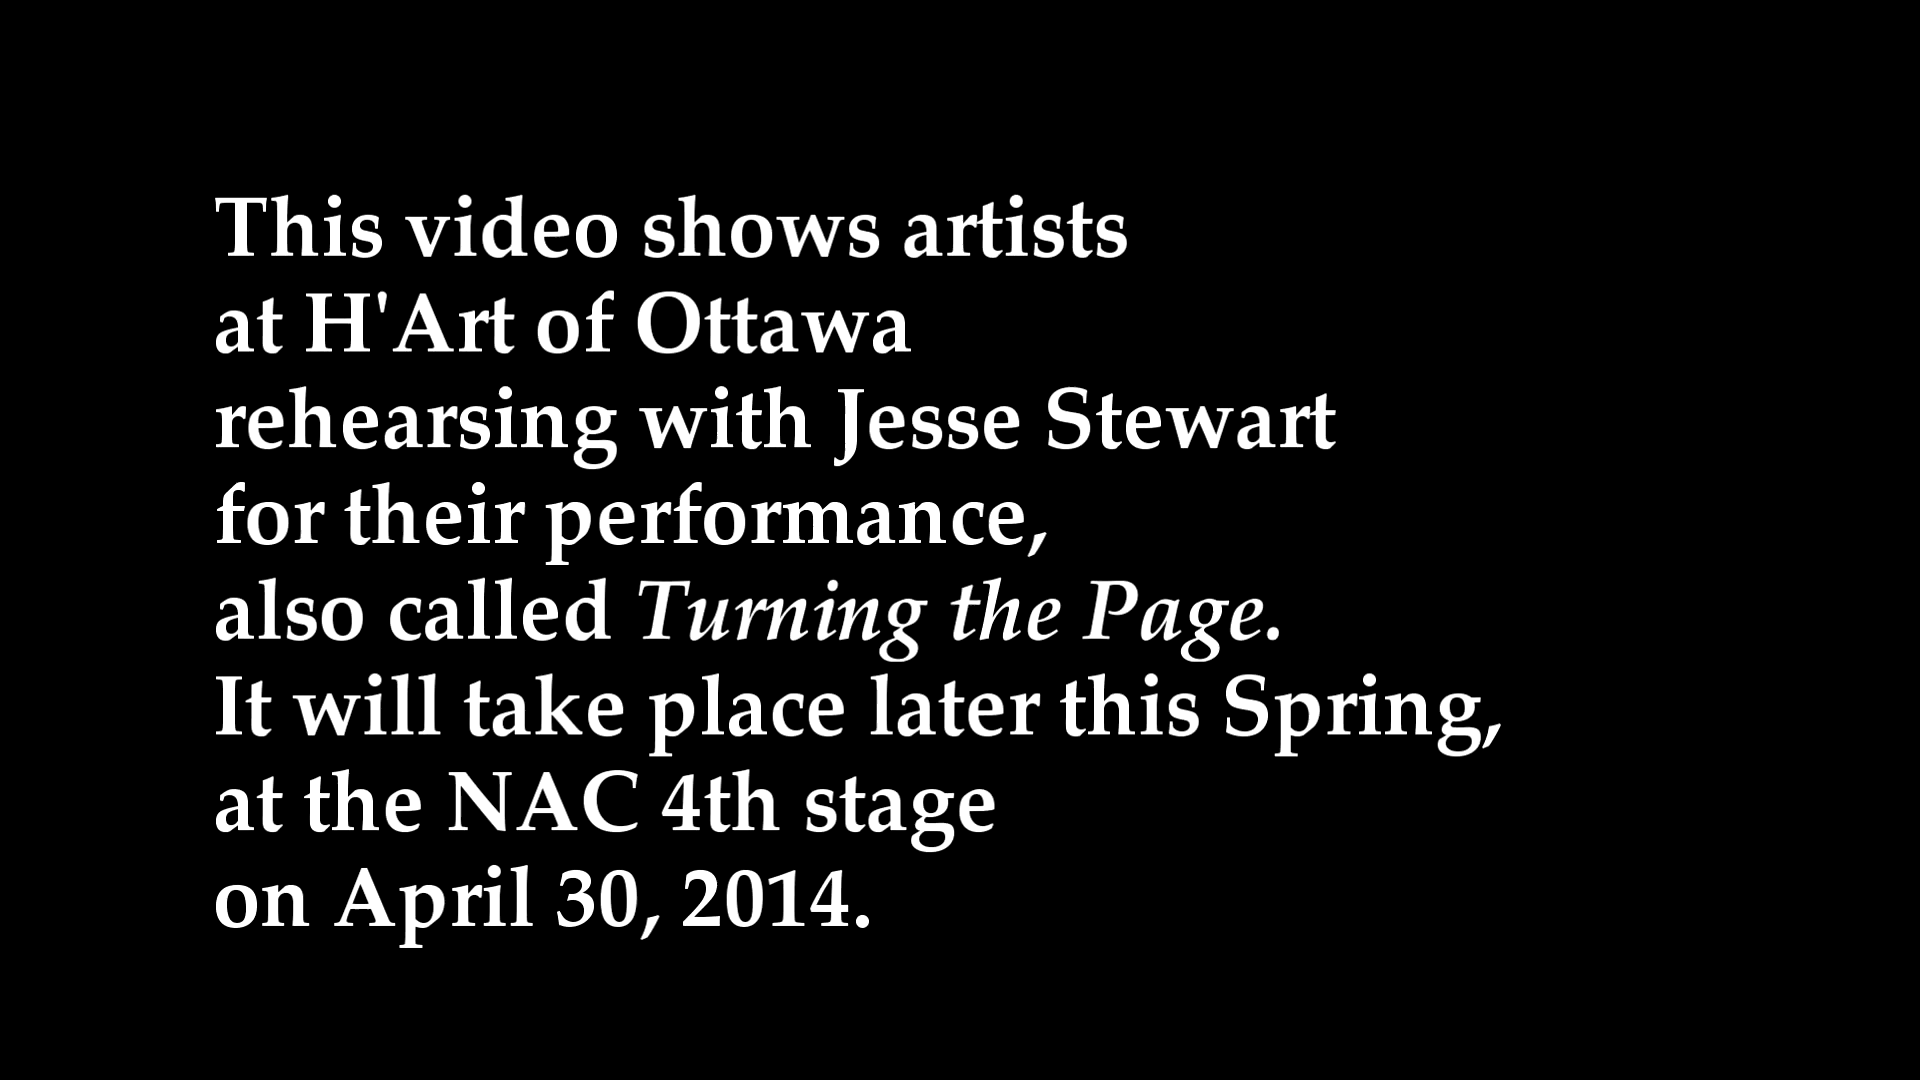 This video shows artists
at H'Art of Ottawa
rehearsing with Jesse Stewart
for their performance,
also called Turning the Page.
It will take place later this Spring,
at the NAC 4th stage
on April 30, 2014.